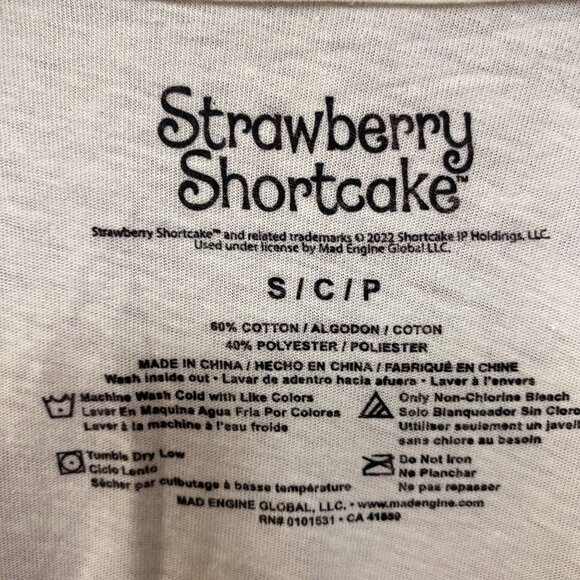 Strawberry
Shortcake™
Strawberry Shortcake™ and related trademarks © 2022 Shortcake IP Holdings, LLC.
Used under license by Mad Engine Global LLC.
S / C / P
60% COTTON / ALGODON / COTON
40% POLYESTER / POLIESTER
MADE IN CHINA / HECHO EN CHINA / FABRIQUÉ EN CHINE
Wash inside out • Lavar de adentro hacia afuera • Laver à l'envers
Machine Wash Cold with Like Colors
Lavar En Maquina Agua Fria Por Colores
Laver à la machine à l'eau froide
Only Non-Chlorine Bleach
Solo Blanqueador Sin Cloro
Utiliser seulement un javell
sans chlore au besoin
Tumble Dry Low
Ciclo Lento
Sécher par culbutage à basse température
Do Not Iron
No Planchar
Ne pas repasser
MAD ENGINE GLOBAL, LLC. • www.madengine.com
RN# 0101531 • CA 41859